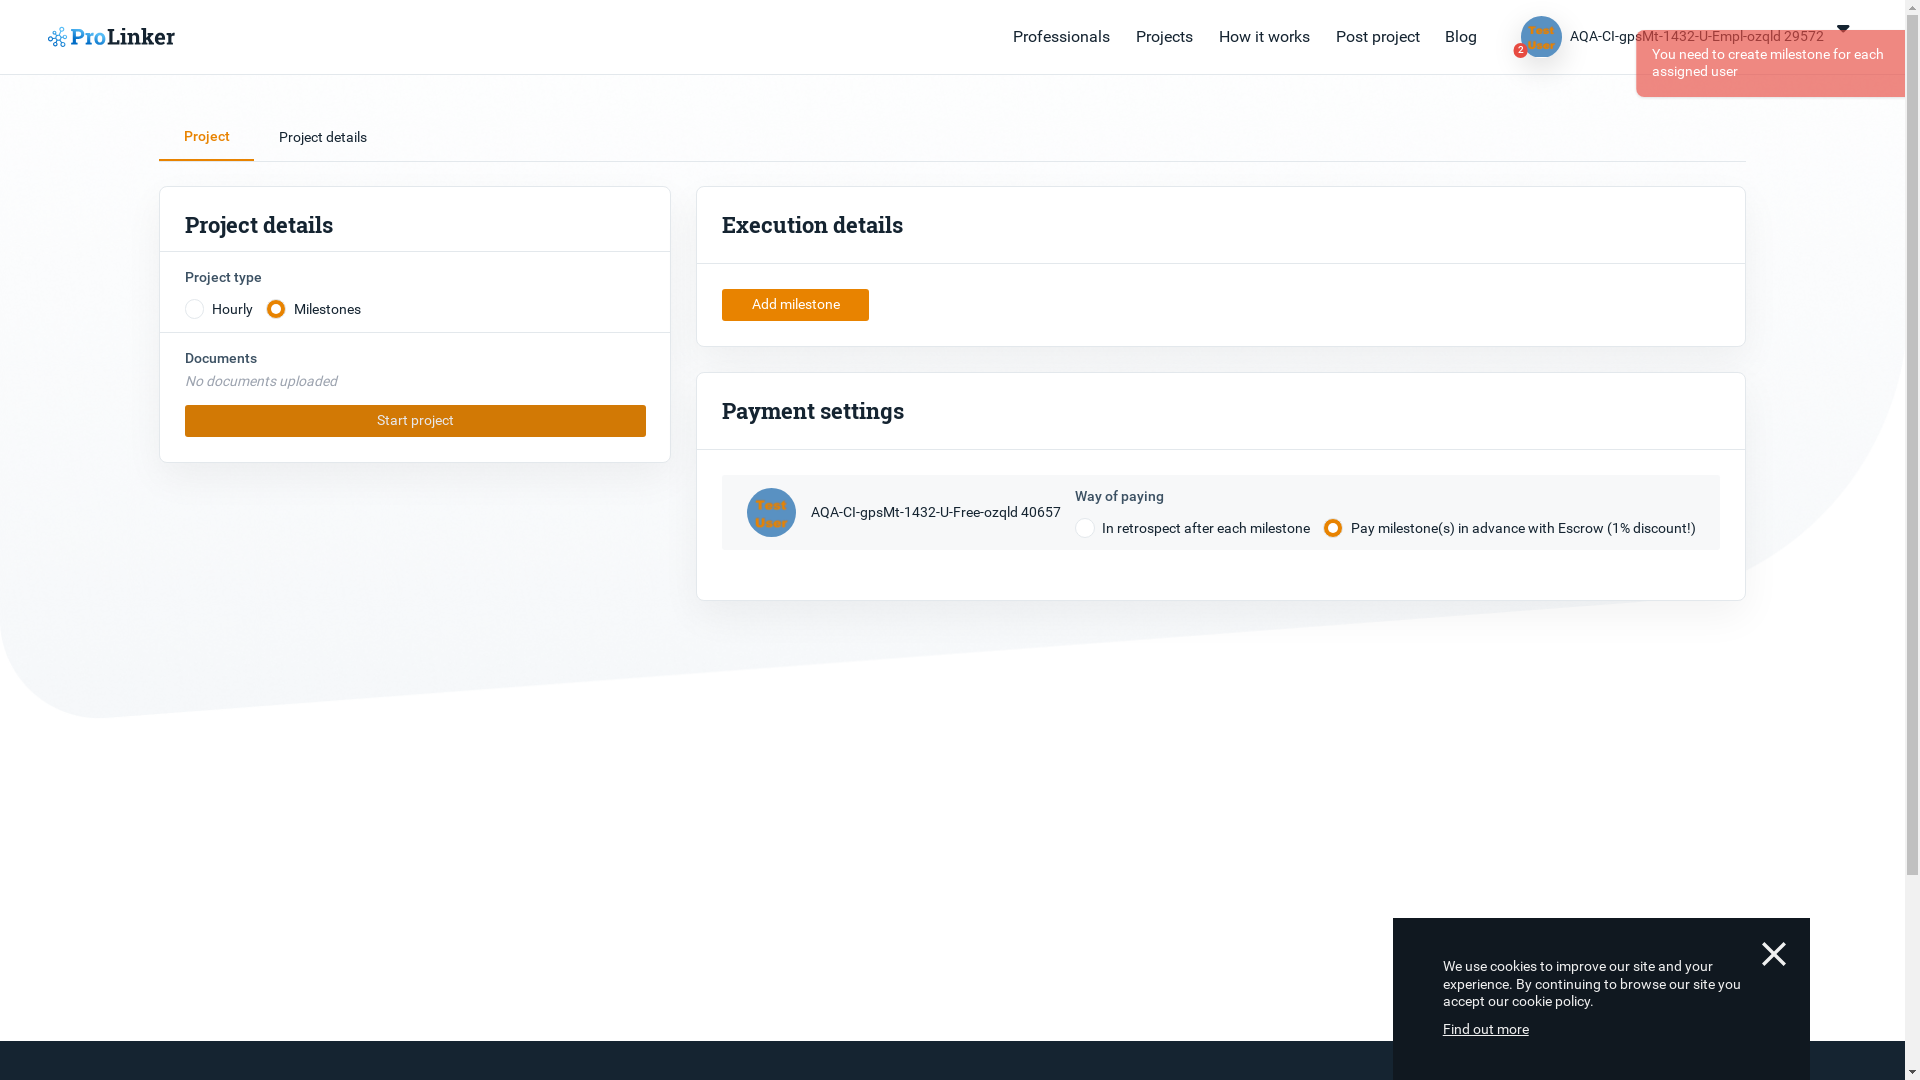 ProLinker
Professionals
Projects
How it works
Post project
Blog
Test
User
2
AQA-CI-gpsMt-1432-U-Empl-ozqld 29572
You need to create milestone for each
assigned user
Project
Project details
Project details
Project type
Hourly
Milestones
Documents
No documents uploaded
Start project
Execution details
Add milestone
Payment settings
Test
User
AQA-CI-gpsMt-1432-U-Free-ozqld 40657
Way of paying
In retrospect after each milestone
Pay milestone(s) in advance with Escrow (1% discount!)
We use cookies to improve our site and your
experience. By continuing to browse our site you
accept our cookie policy.
Find out more